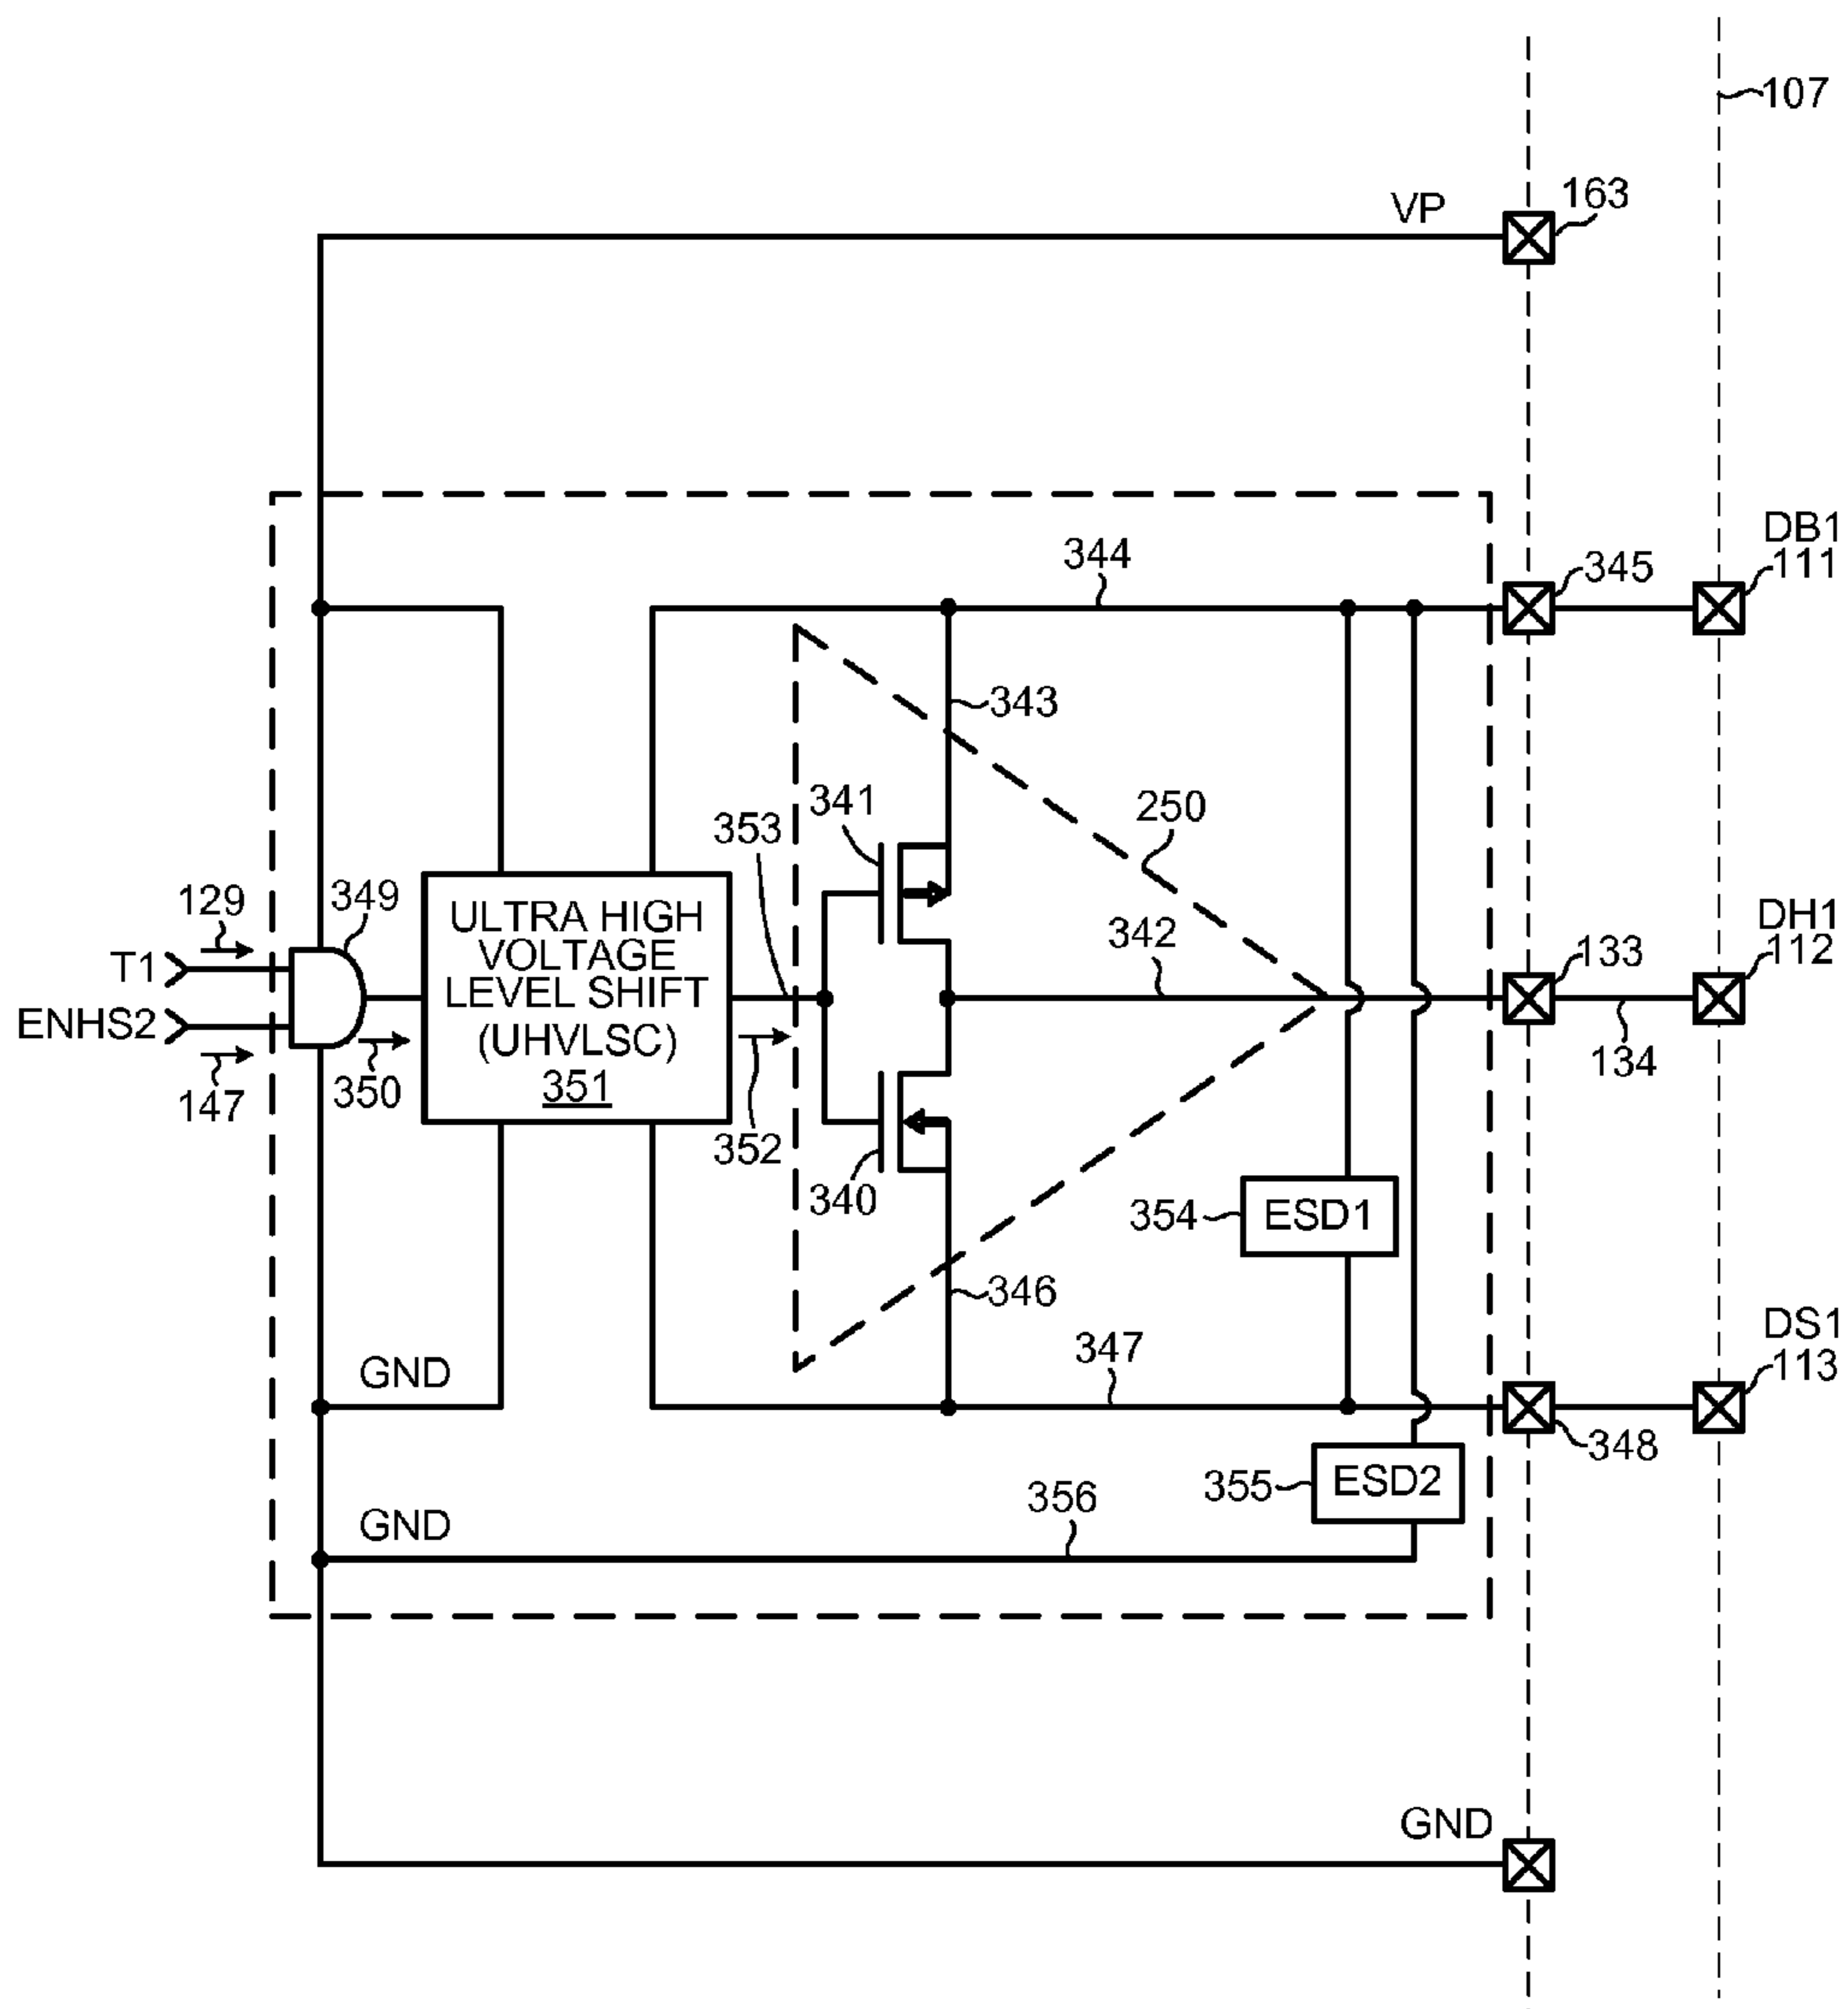 107
VP
163
DB1
111
344
345
343
341
250
353
129
349
T1
ENHS2
147
350
ULTRA HIGH
VOLTAGE
LEVEL SHIFT
(UHVLSC)
351
352
342
DH1
112
133
134
340
354
ESD1
346
DS1
113
347
348
GND
355
ESD2
356
GND
GND